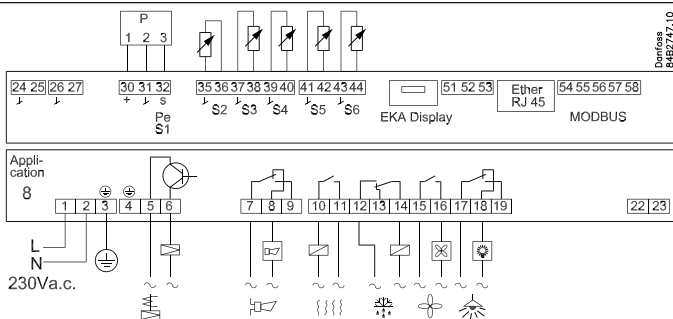 P
1 2 3
Danfoss
84B2747.10
24 25 26 27 30 31 32 35 36 37 38 39 40 41 42 43 44 51 52 53 54 55 56 57 58
+ s
Pe
S1
S2 S3 S4 S5 S6
EKA Display
Ether
RJ 45
MODBUS
Appli-
cation
8
1 2 3 4 5 6 7 8 9 10 11 12 13 14 15 16 17 18 19 22 23
L
N
230Va.c.